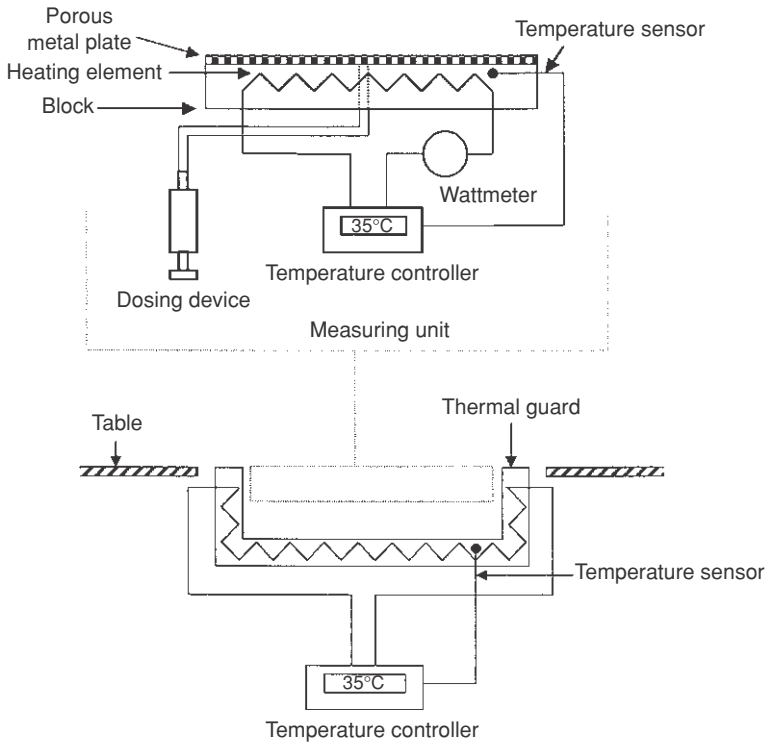 Porous
metal plate
Temperature sensor
Heating element
Block
Wattmeter
35°C
Temperature controller
Dosing device
Measuring unit
Table
Thermal guard
Temperature sensor
35°C
Temperature controller